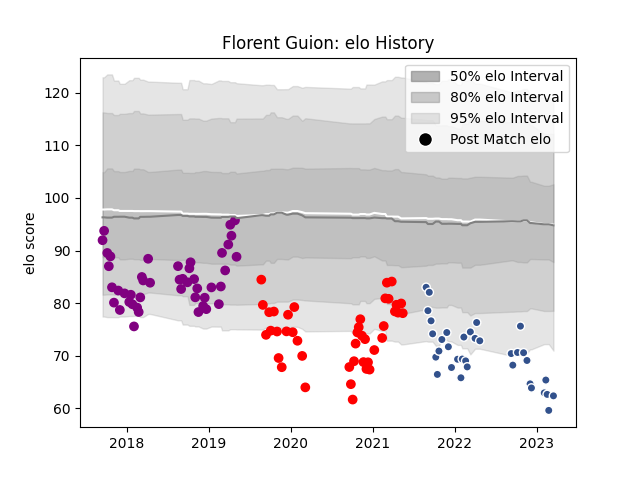 Florent Guion: elo History
50% elo Interval
80% elo Interval
95% elo Interval
Post Match elo
elo score
120
110
100
90
80
70
60
2018 2019 2020 2021 2022 2023